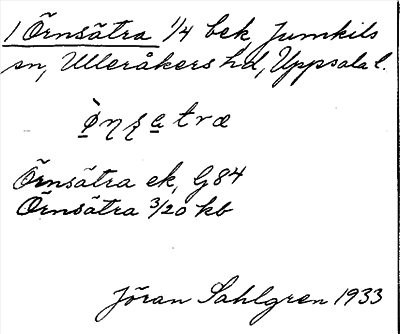 1 Örnsätra 1/4 bek, Jumkils
sn, Ulleråkers hd, Uppsala l.
Örnsätra ek, G 84
Örnsätra 3/20 kb
Jöran Sahlgren 1933